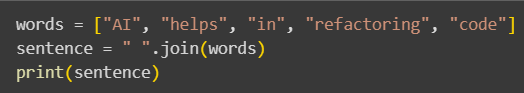 words = ["AI", "helps", "in", "refactoring", "code"]
sentence = " ".join(words)
print(sentence)